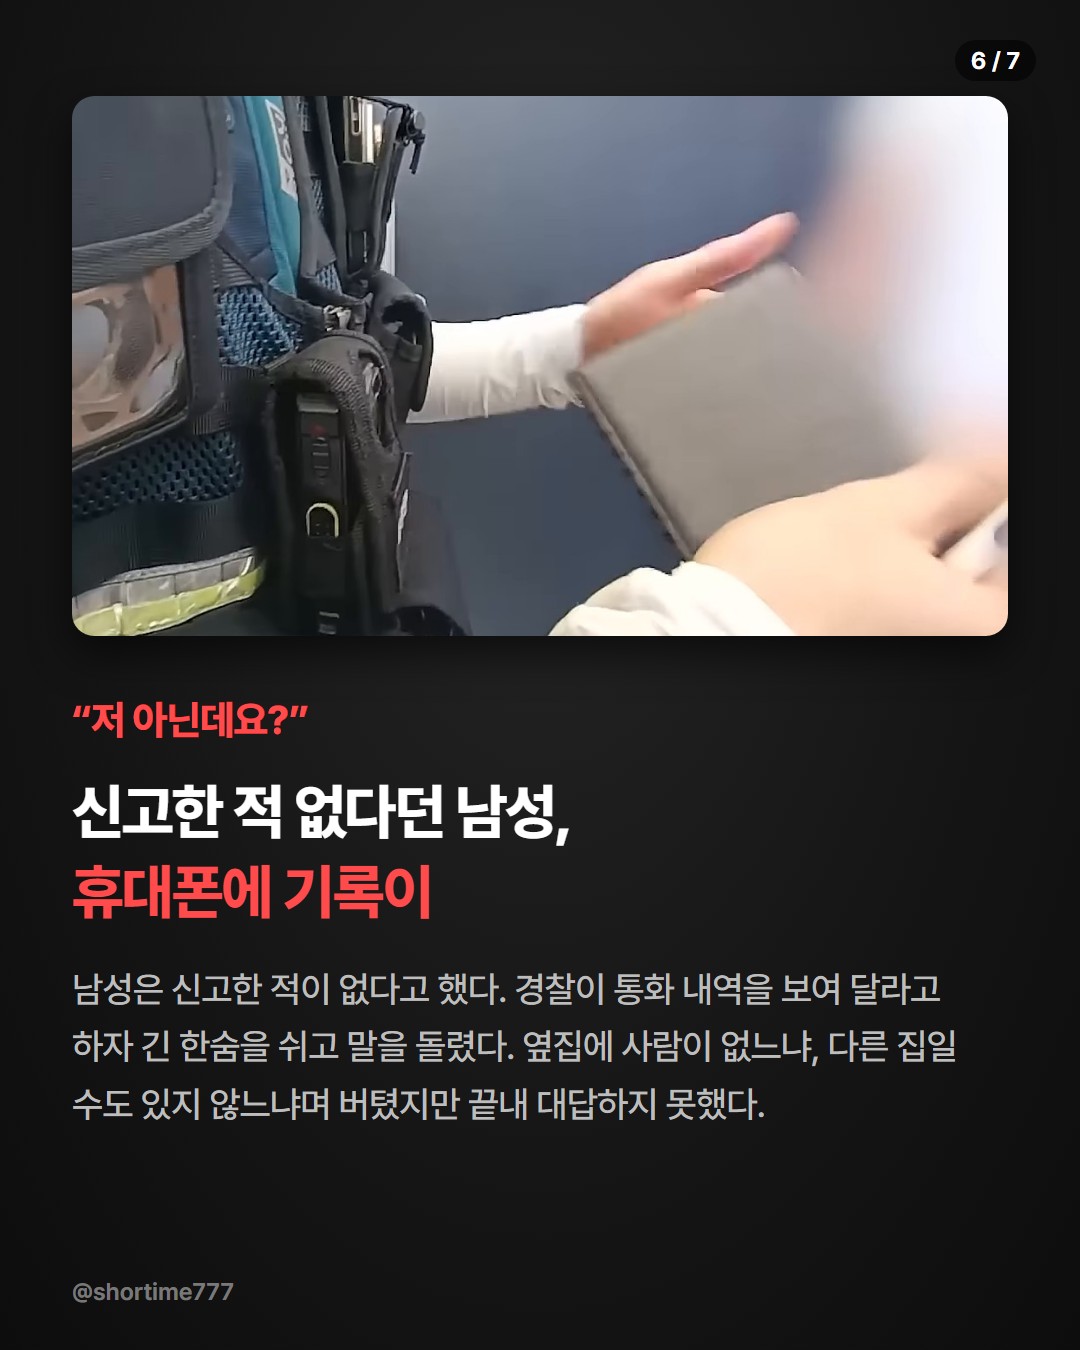 6 / 7
“저 아닌데요?”
신고한 적 없다던 남성,
휴대폰에 기록이
남성은 신고한 적이 없다고 했다. 경찰이 통화 내역을 보여 달라고
하자 긴 한숨을 쉬고 말을 돌렸다. 옆집에 사람이 없느냐, 다른 집일
수도 있지 않느냐며 버텼지만 끝내 대답하지 못했다.
@shortime777